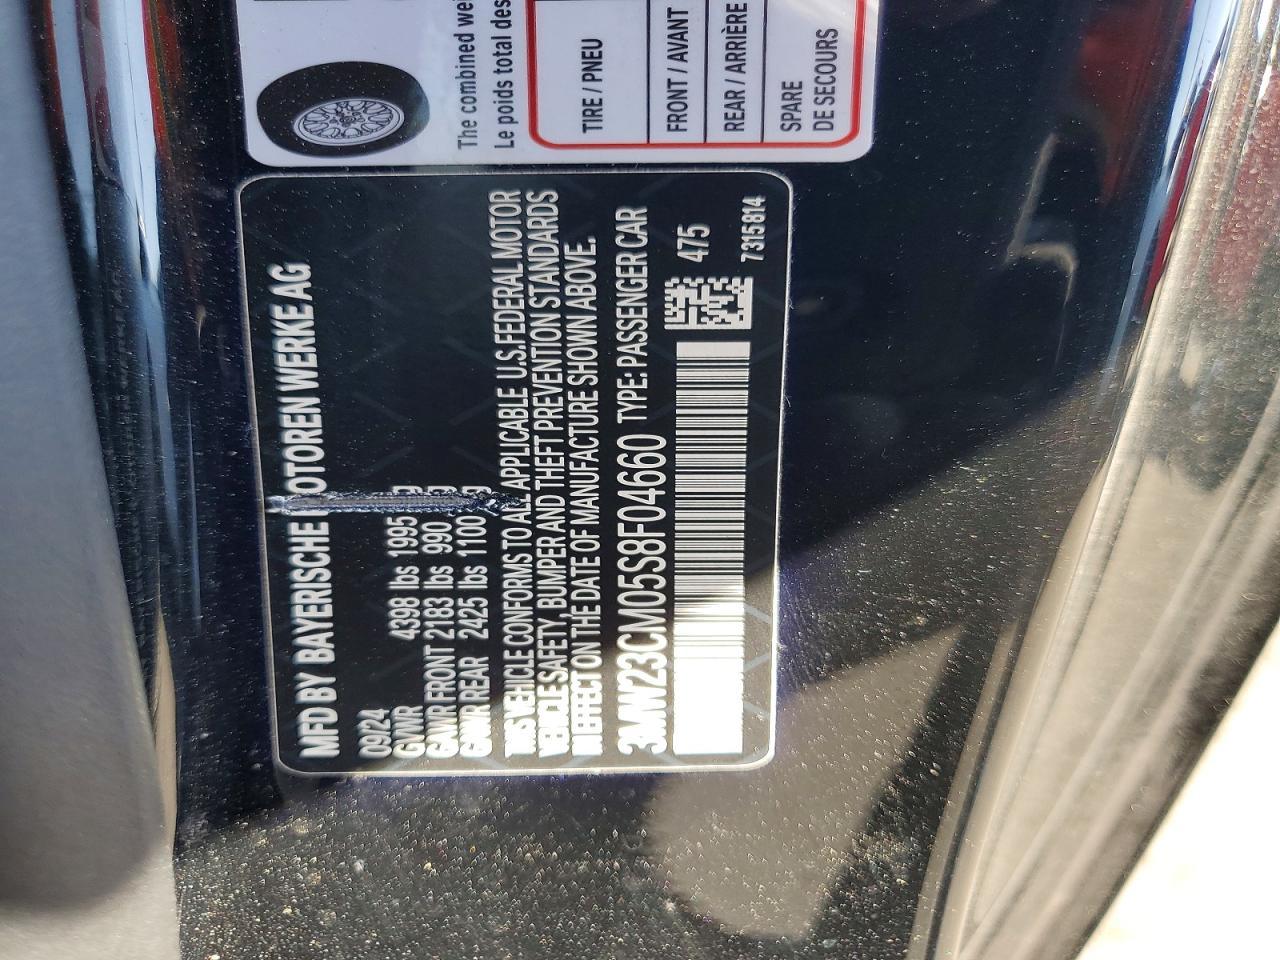 MFD BY BAYERISCHE OTOREN WERKE AG
09/24
GVWR 4398 lbs 1995
GAWR FRONT 2183 lbs 990
GAWR REAR 2425 lbs 1100
THIS VEHICLE CONFORMS TO ALL APPLICABLE U.S.FEDERAL MOTOR
VEHICLE SAFETY, BUMPER AND THEFT PREVENTION STANDARDS
IN EFFECT ON THE DATE OF MANUFACTURE SHOWN ABOVE.
3MW23CM05S8F04660 TYPE: PASSENGER CAR
475
7315814
The combined wei
Le poids total des
TIRE / PNEU
FRONT / AVANT
REAR / ARRIÈRE
SPARE
DE SECOURS